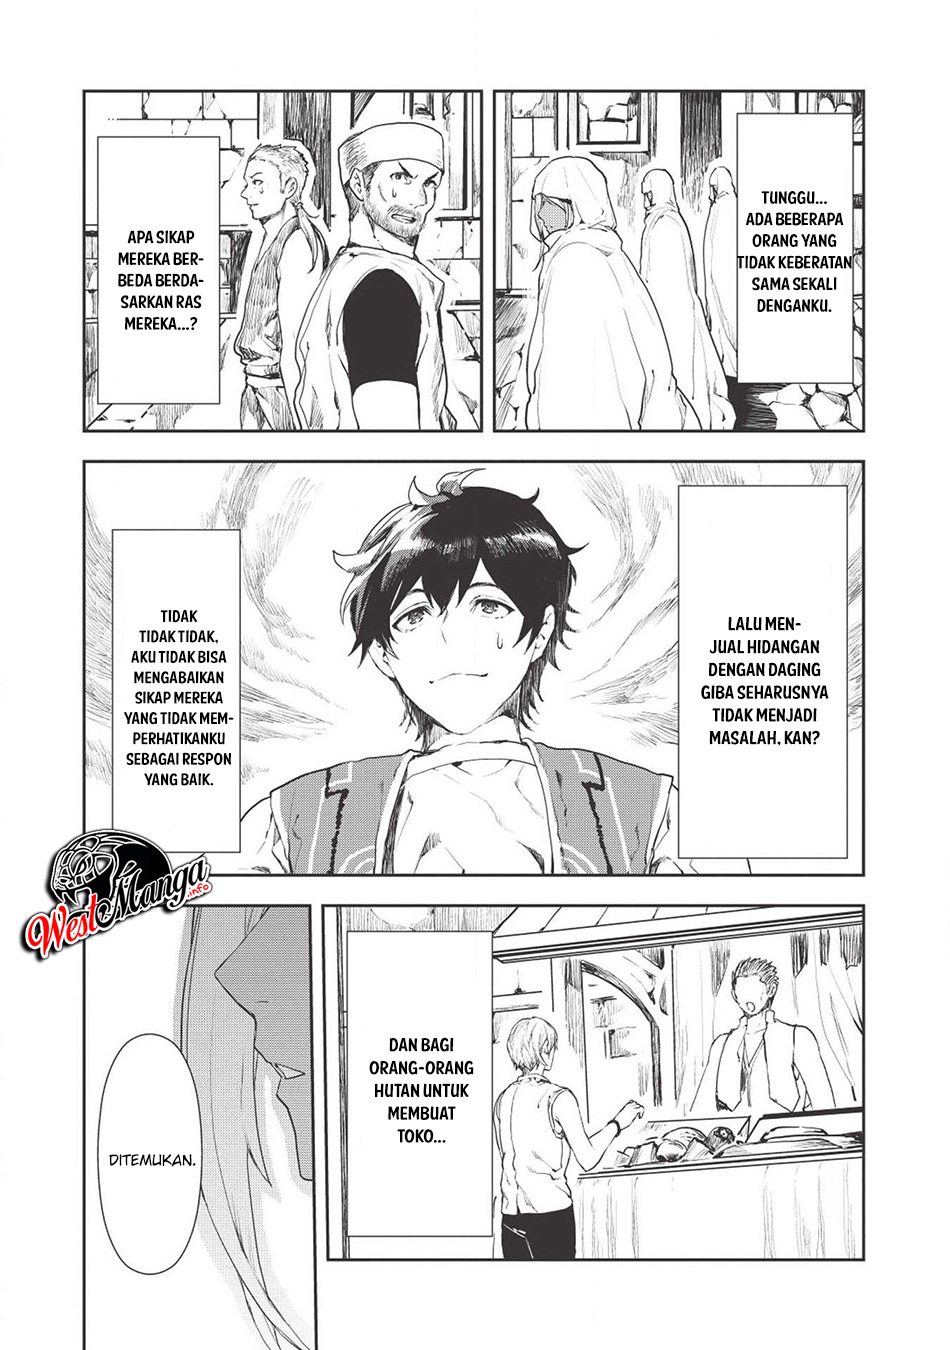 TUNGGU...
ADA BEBERAPA
ORANG YANG
TIDAK KEBERATAN
SAMA SEKALI
DENGANKU.
APA SIKAP
MEREKA BER-
BEDA BERDA-
SARKAN RAS
MEREKA...?
LALU MEN-
JUAL HIDANGAN
DENGAN DAGING
GIBA SEHARUSNYA
TIDAK MENJADI
MASALAH, KAN?
TIDAK
TIDAK TIDAK,
AKU TIDAK BISA
MENGABAIKAN
SIKAP MEREKA
YANG TIDAK MEM-
PERHATIKANKU
SEBAGAI RESPON
YANG BAIK.
WestManga
.info
DAN BAGI
ORANG-ORANG
HUTAN UNTUK
MEMBUAT
TOKO...
DITEMUKAN.